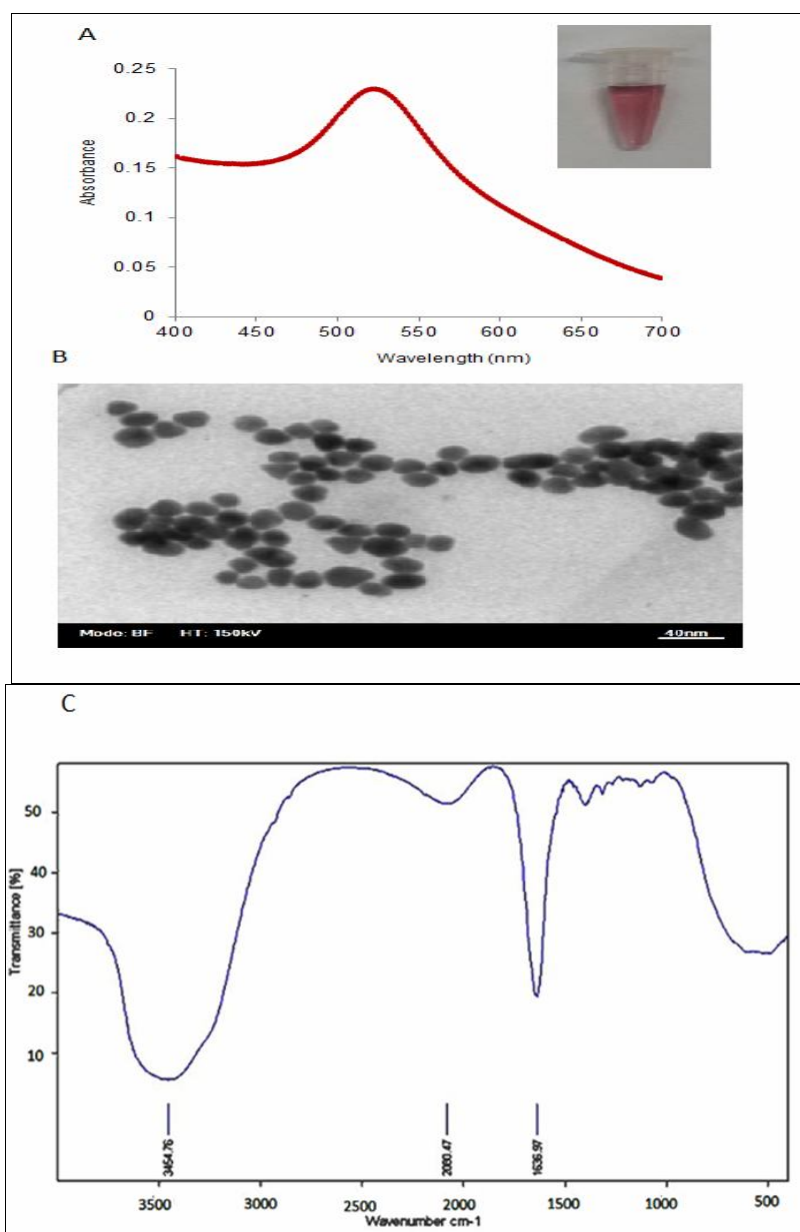 A
0.25
0.2
0.15
0.1
0.05
0
Absorbance
400 450 500 550 600 650 700
Wavelength (nm)
B
Mode: BF HT: 150kV 40nm
C
Transmittance [%]
50
40
30
20
10
3454.76 2080.47 1636.97
3500 3000 2500 2000 1500 1000 500
Wavenumber cm-1